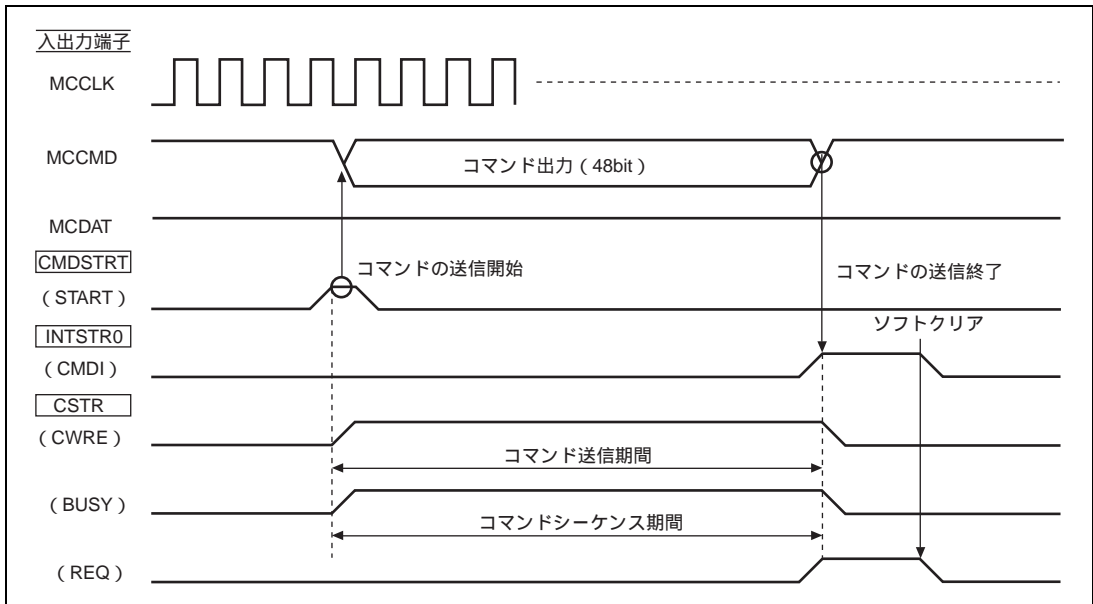 入出力端子
MCCLK
MCCMD
コマンド出力（48bit）
MCDAT
CMDSTRT
コマンドの送信開始
コマンドの送信終了
（START）
ソフトクリア
INTSTR0
（CMDI）
CSTR
（CWRE）
コマンド送信期間
（BUSY）
コマンドシーケンス期間
（REQ）